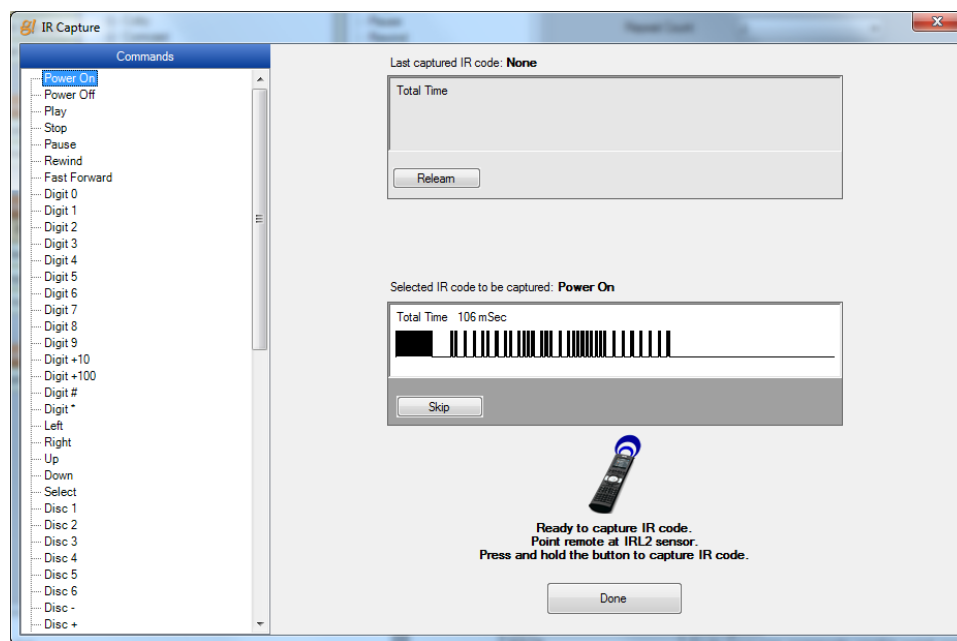 IR Capture
Commands
Power On
Power Off
Play
Stop
Pause
Rewind
Fast Forward
Digit 0
Digit 1
Digit 2
Digit 3
Digit 4
Digit 5
Digit 6
Digit 7
Digit 8
Digit 9
Digit +10
Digit +100
Digit #
Digit *
Left
Right
Up
Down
Select
Disc 1
Disc 2
Disc 3
Disc 4
Disc 5
Disc 6
Disc -
Disc +
Last captured IR code: None
Total Time
Relearn
Selected IR code to be captured: Power On
Total Time 106 mSec
Skip
Ready to capture IR code.
Point remote at IRL2 sensor.
Press and hold the button to capture IR code.
Done